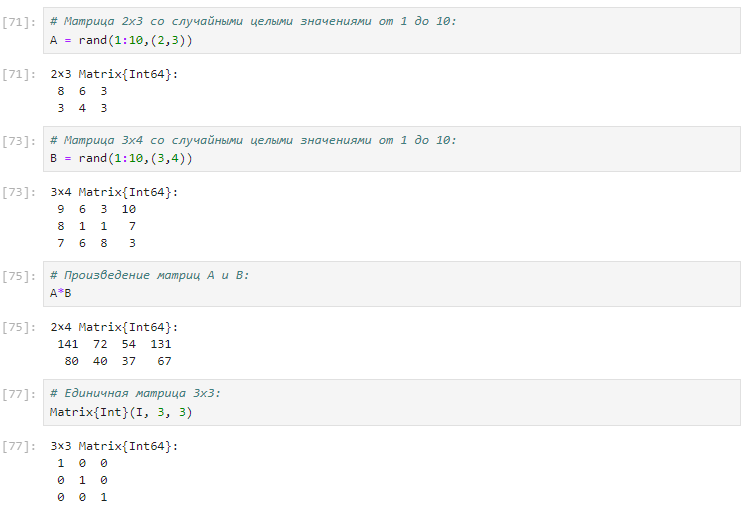 [71]: # Матрица 2x3 со случайными целыми значениями от 1 до 10:
A = rand(1:10,(2,3))
[71]: 2×3 Matrix{Int64}:
8 6 3
3 4 3
[73]: # Матрица 3x4 со случайными целыми значениями от 1 до 10:
B = rand(1:10,(3,4))
[73]: 3×4 Matrix{Int64}:
9 6 3 10
8 1 1 7
7 6 8 3
[75]: # Произведение матриц A и B:
A*B
[75]: 2×4 Matrix{Int64}:
141 72 54 131
80 40 37 67
[77]: # Единичная матрица 3x3:
Matrix{Int}(I, 3, 3)
[77]: 3×3 Matrix{Int64}:
1 0 0
0 1 0
0 0 1